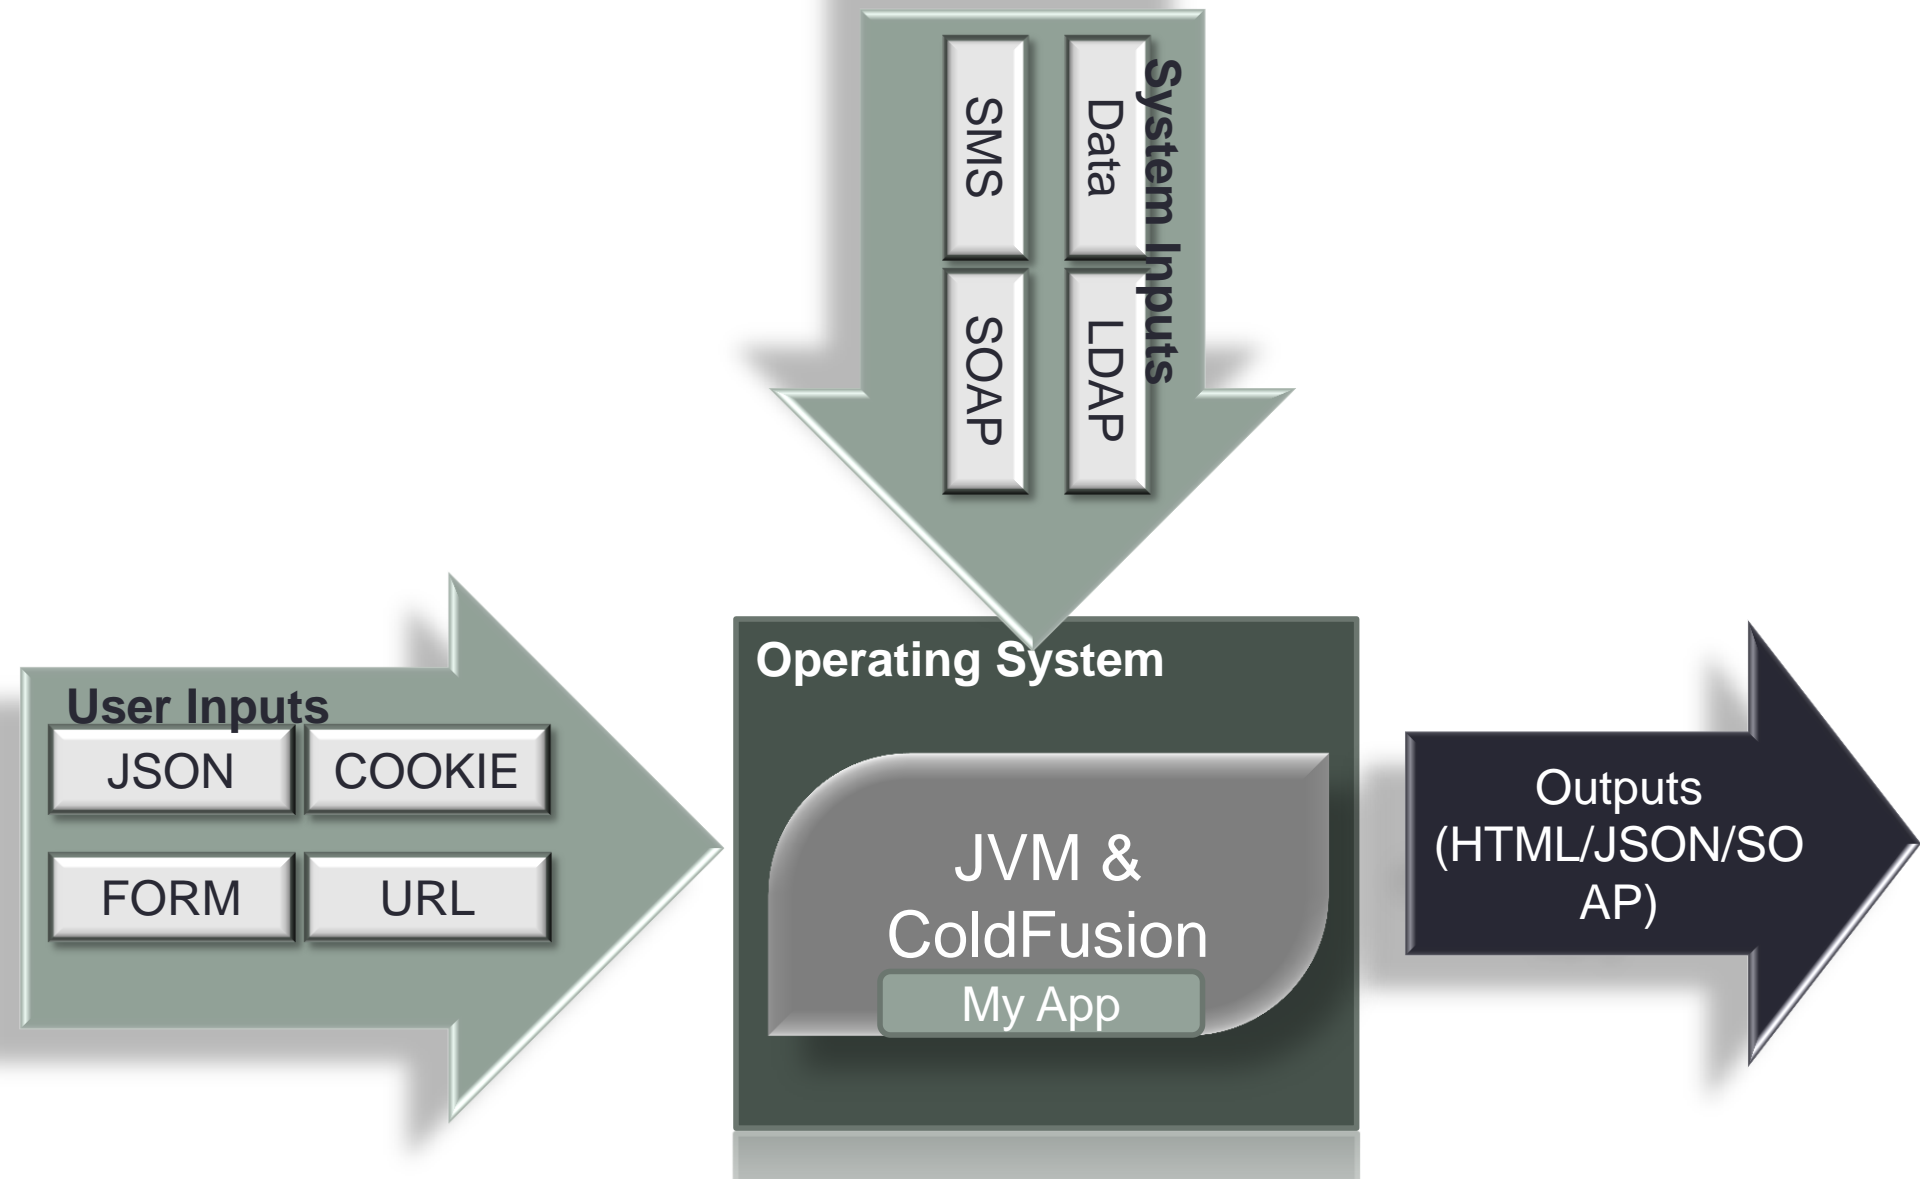 System Inputs
SMS
Data
SOAP
LDAP
User Inputs
JSON
COOKIE
FORM
URL
Operating System
JVM &
ColdFusion
My App
Outputs
(HTML/JSON/SO
AP)